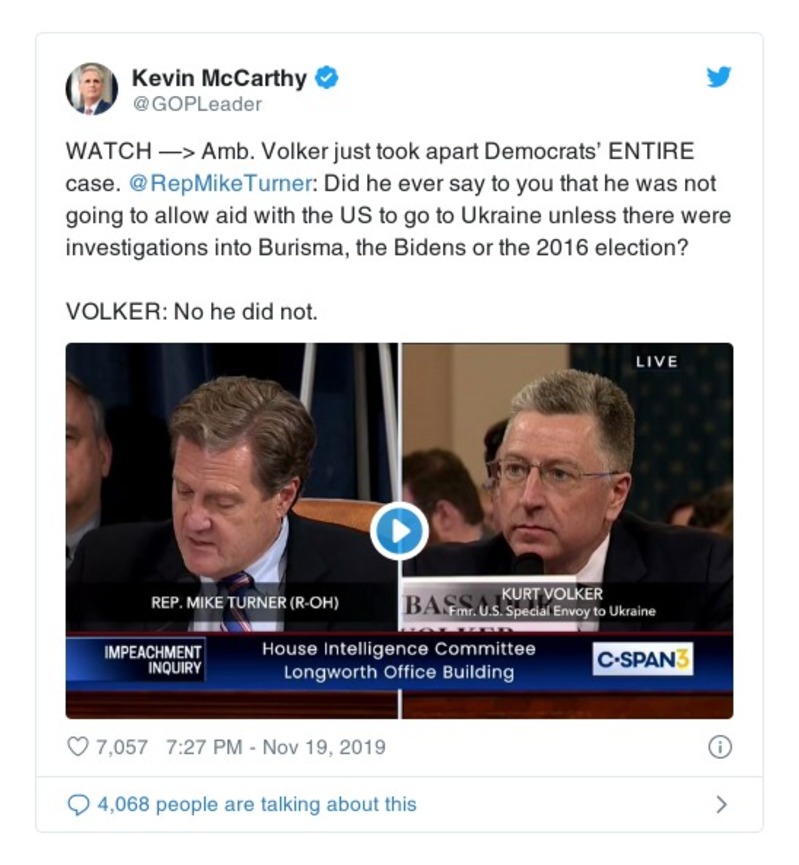 Kevin McCarthy
@GOPLeader
WATCH —> Amb. Volker just took apart Democrats' ENTIRE
case. @RepMikeTurner: Did he ever say to you that he was not
going to allow aid with the US to go to Ukraine unless there were
investigations into Burisma, the Bidens or the 2016 election?
VOLKER: No he did not.
LIVE
REP. MIKE TURNER (R-OH)
KURT VOLKER
Fmr. U.S. Special Envoy to Ukraine
IMPEACHMENT
INQUIRY
House Intelligence Committee
Longworth Office Building
C-SPAN3
7,057 7:27 PM - Nov 19, 2019
4,068 people are talking about this